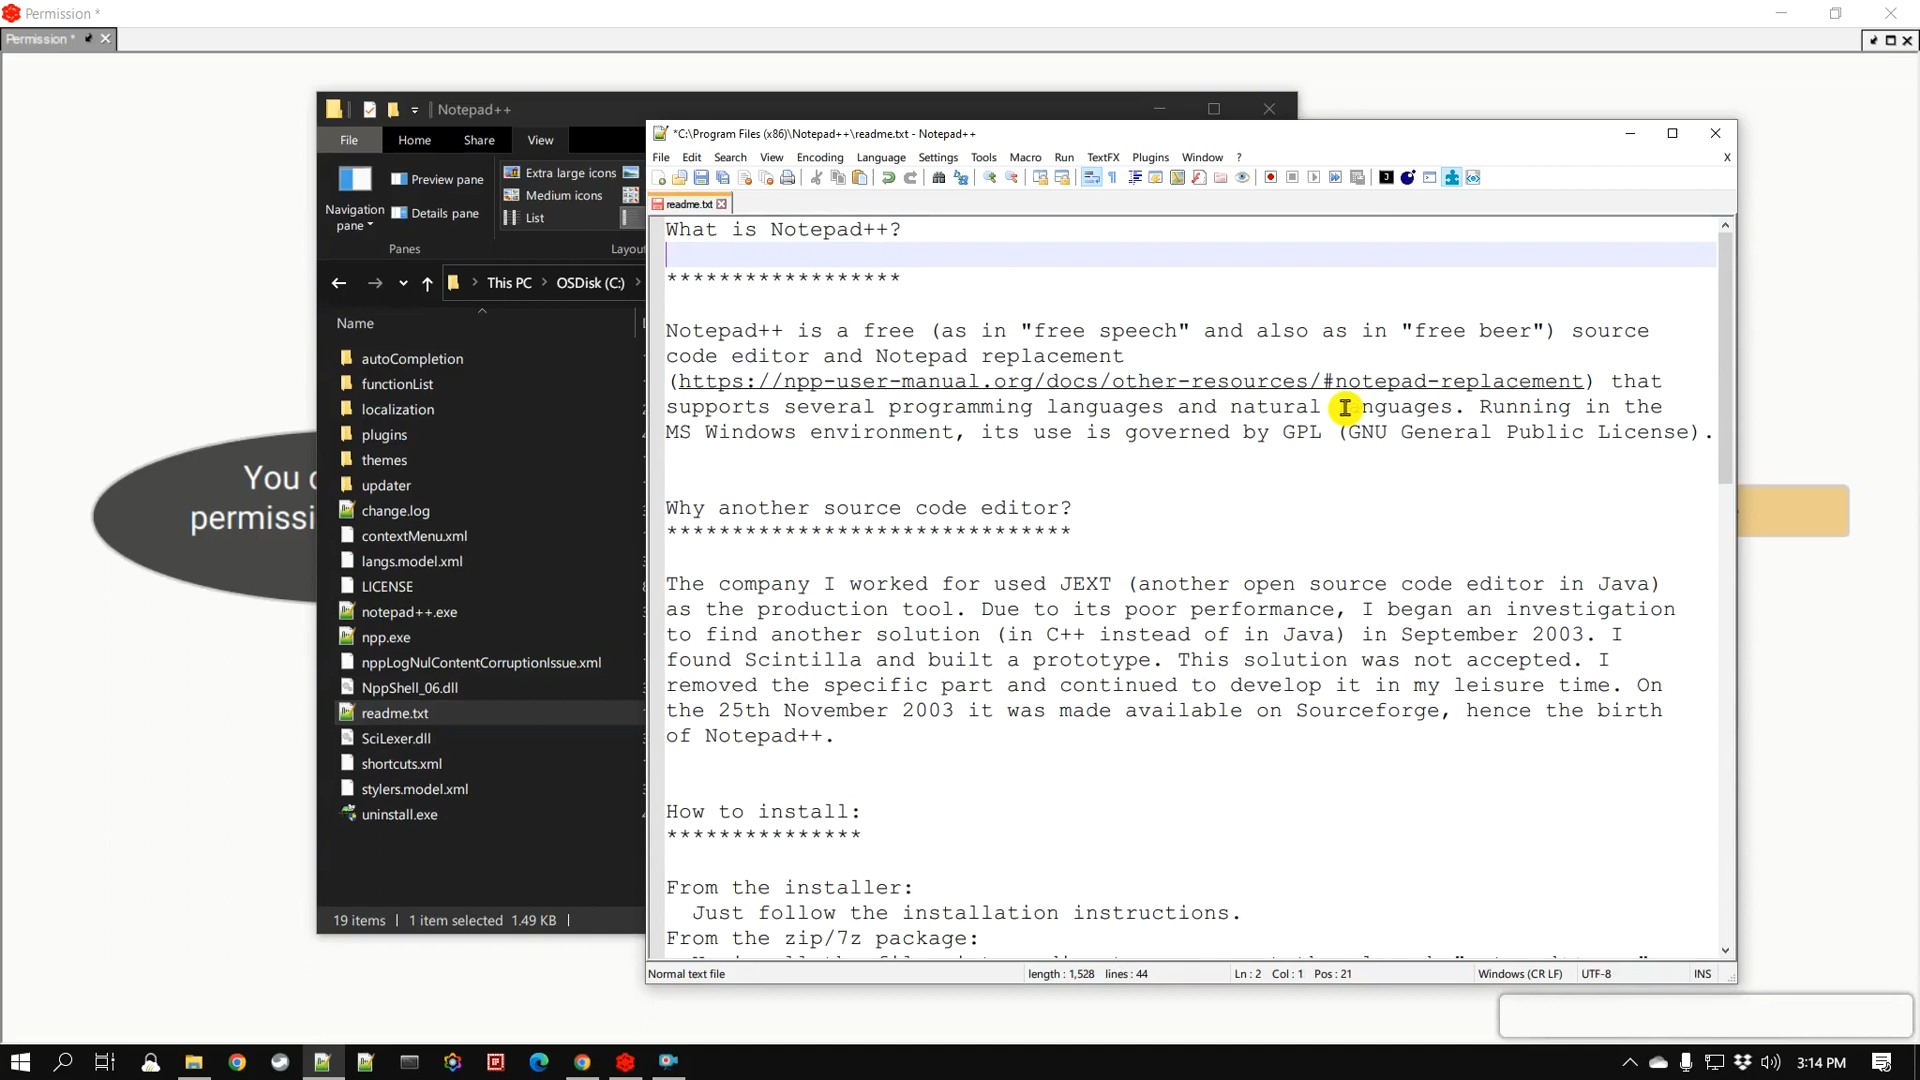 Permission *
Permission *
You
permissi
Notepad++
File
Home
Share
View
Navigation
pane
Preview pane
Details pane
Extra large icons
Medium icons
List
Panes
Layou
This PC
OSDisk (C:)
Name
autoCompletion
functionList
localization
plugins
themes
updater
change.log
contextMenu.xml
langs.model.xml
LICENSE
notepad++.exe
npp.exe
nppLogNulContentCorruptionIssue.xml
NppShell_06.dll
readme.txt
SciLexer.dll
shortcuts.xml
stylers.model.xml
uninstall.exe
19 items
1 item selected 1.49 KB
*C:\Program Files (x86)\Notepad++\readme.txt - Notepad++
File Edit Search View Encoding Language Settings Tools Macro Run TextFX Plugins Window ?
X
readme.txt
What is Notepad++?
******************
Notepad++ is a free (as in "free speech" and also as in "free beer") source
code editor and Notepad replacement
(https://npp-user-manual.org/docs/other-resources/#notepad-replacement) that
supports several programming languages and natural languages. Running in the
MS Windows environment, its use is governed by GPL (GNU General Public License).
Why another source code editor?
*******************************
The company I worked for used JEXT (another open source code editor in Java)
as the production tool. Due to its poor performance, I began an investigation
to find another solution (in C++ instead of in Java) in September 2003. I
found Scintilla and built a prototype. This solution was not accepted. I
removed the specific part and continued to develop it in my leisure time. On
the 25th November 2003 it was made available on Sourceforge, hence the birth
of Notepad++.
How to install:
***************
From the installer:
Just follow the installation instructions.
From the zip/7z package:
Normal text file
length : 1,528 lines : 44
Ln : 2 Col : 1 Pos : 21
Windows (CR LF)
UTF-8
INS
3:14 PM